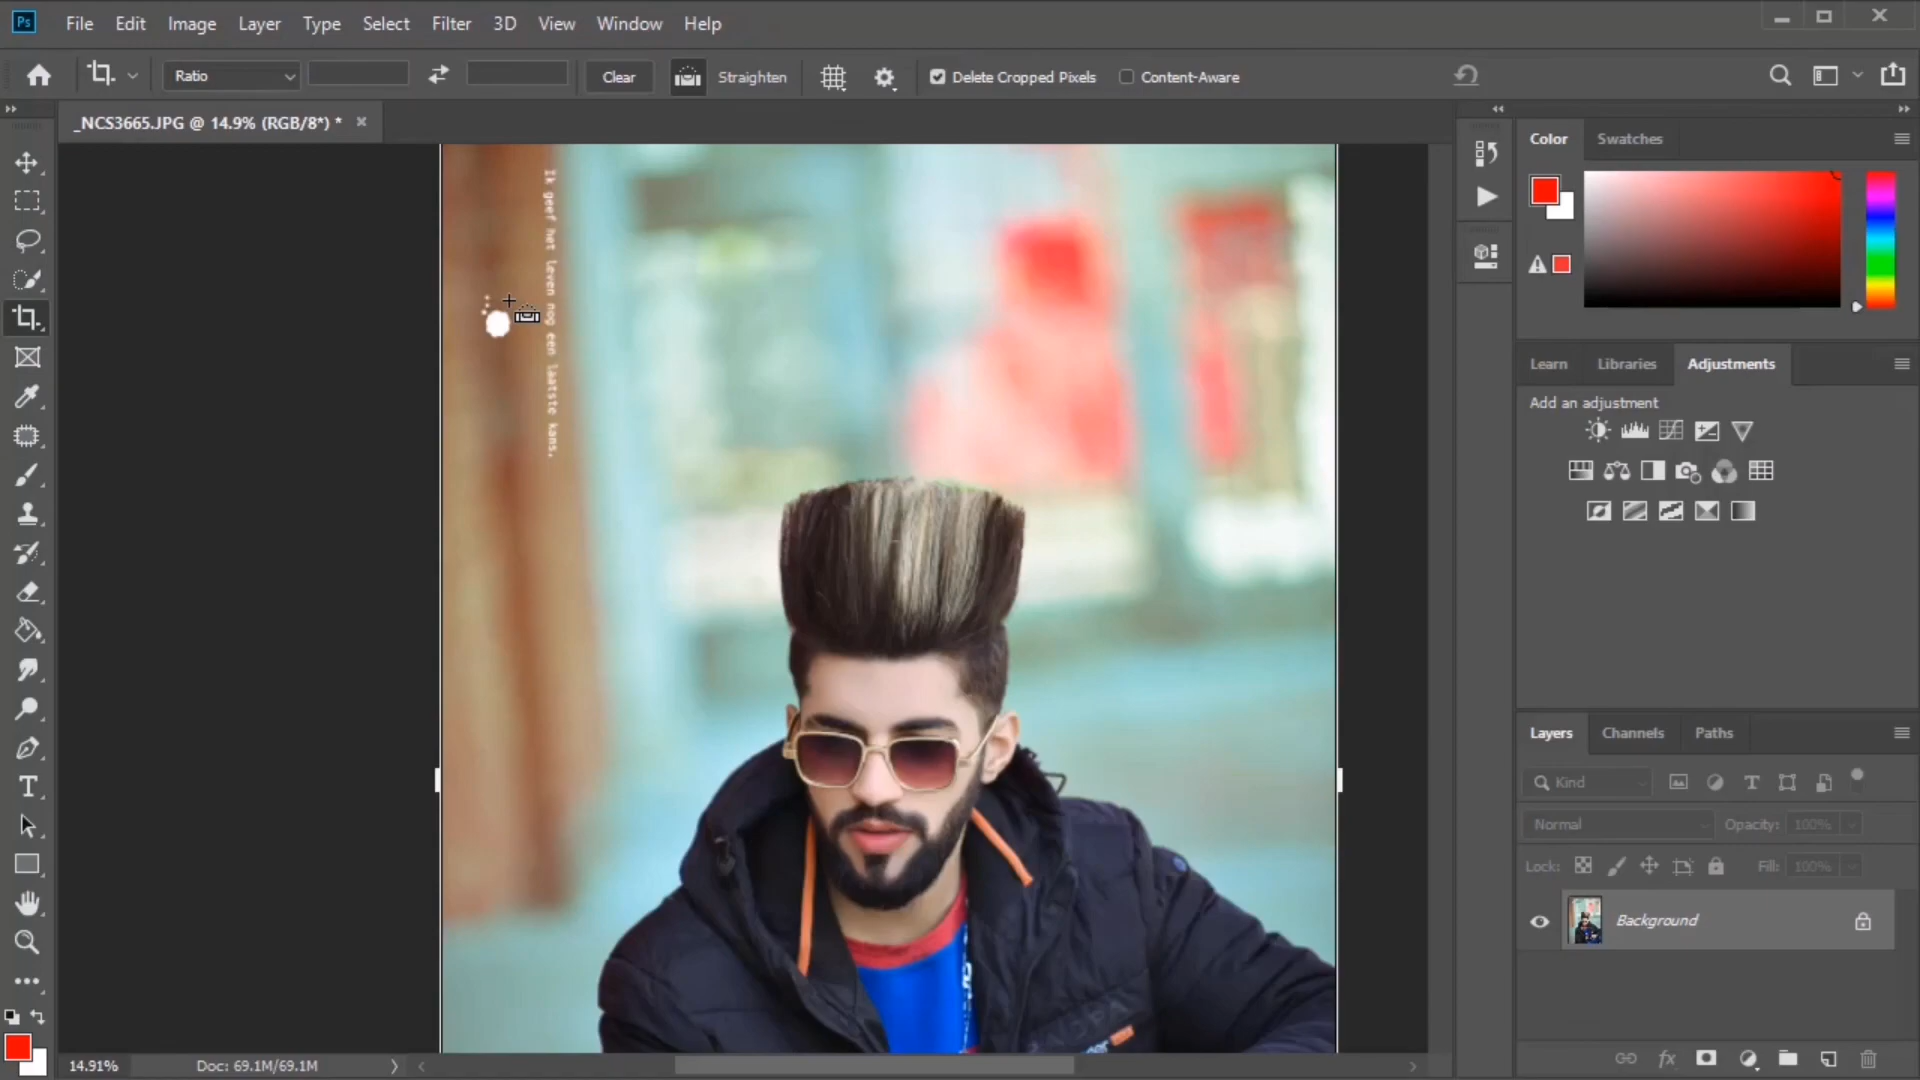 Ps File Edit Image Layer Type Select Filter 3D View Window Help
Ratio Clear Straighten Delete Cropped Pixels Content-Aware
_NCS3665.JPG @ 14.9% (RGB/8*) *
Ik geef het leven nog een laatste kans,
Color Swatches
Learn Libraries Adjustments
Add an adjustment
Layers Channels Paths
Kind
Normal Opacity: 100%
Lock: Fill: 100%
Background
fx
14.91% Doc: 69.1M/69.1M